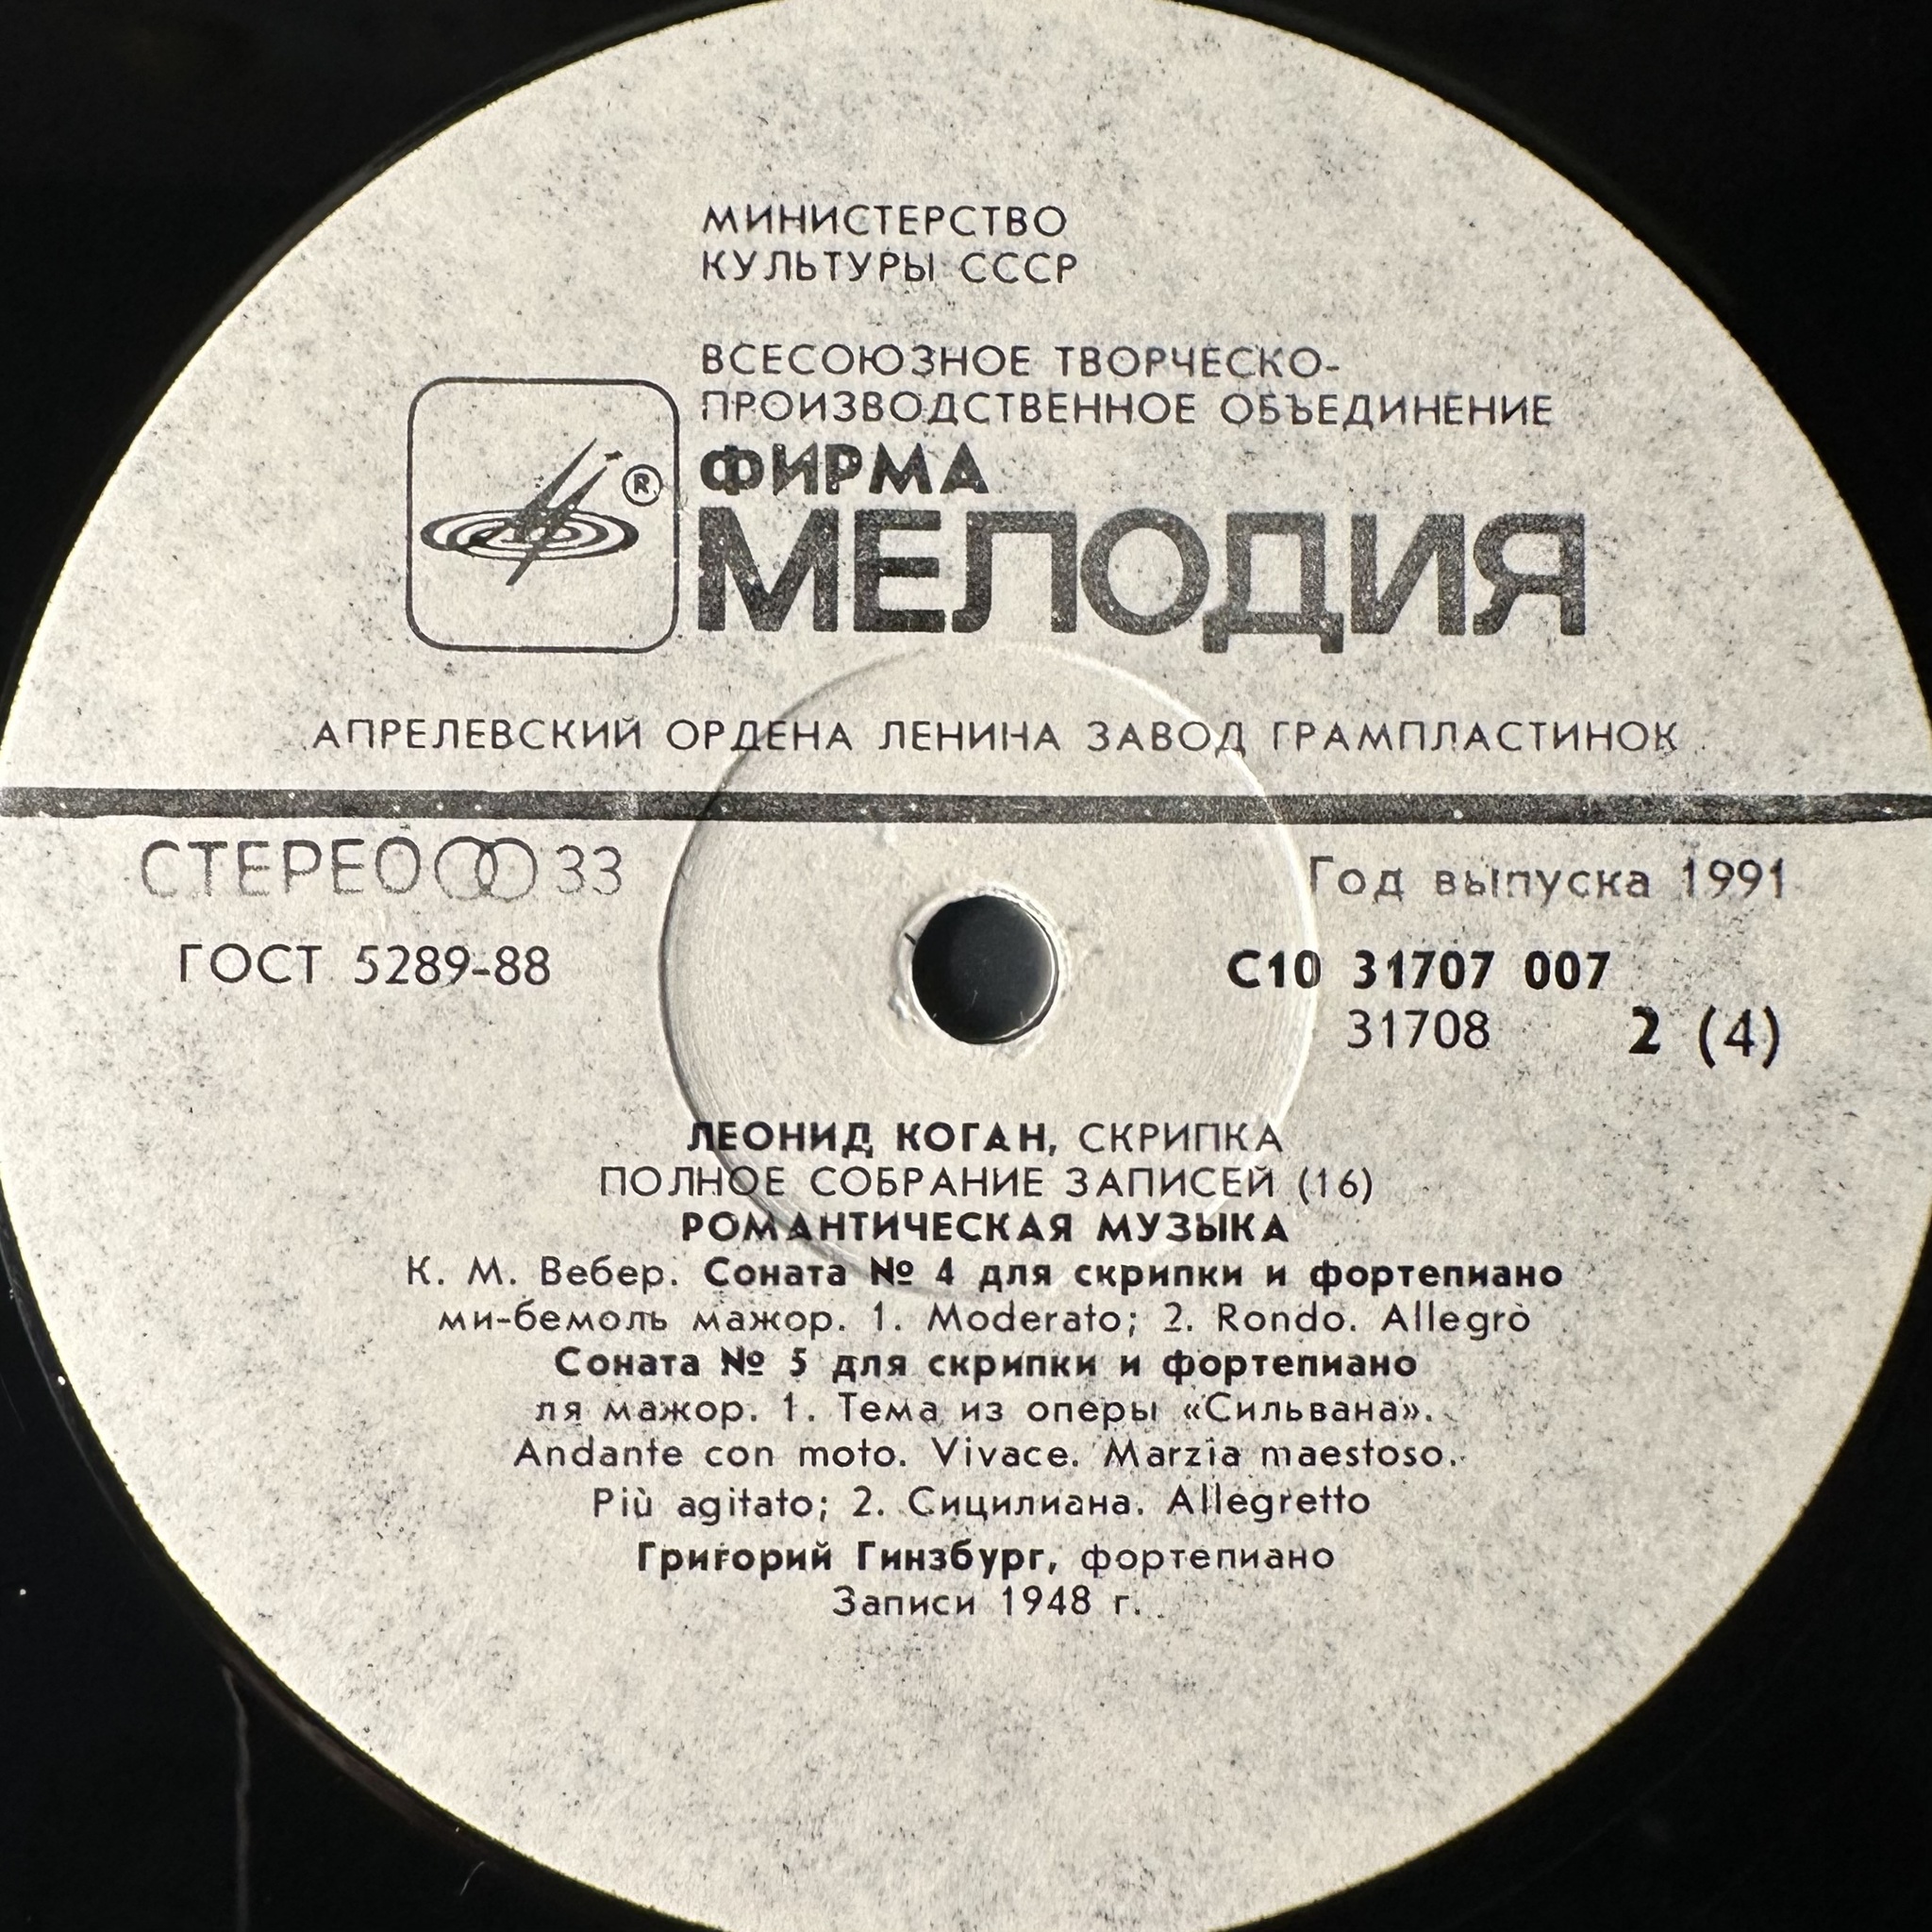 МИНИСТЕРСТВО
КУЛЬТУРЫ СССР
ВСЕСОЮЗНОЕ ТВОРЧЕСКО-
ПРОИЗВОДСТВЕННОЕ ОБЪЕДИНЕНИЕ
®
ФИРМА
МЕЛОДИЯ
АПРЕЛЕВСКИЙ ОРДЕНА ЛЕНИНА ЗАВОД ГРАМПЛАСТИНОК
СТЕРЕО 33
Год выпуска 1991
ГОСТ 5289-88
С10 31707 007
31708 2 (4)
ЛЕОНИД КОГАН, СКРИПКА
ПОЛНОЕ СОБРАНИЕ ЗАПИСЕЙ (16)
РОМАНТИЧЕСКАЯ МУЗЫКА
К. М. Вебер. Соната № 4 для скрипки и фортепиано
ми-бемоль мажор. 1. Moderato; 2. Rondo. Allegro
Соната № 5 для скрипки и фортепиано
ля мажор. 1. Тема из оперы «Сильвана».
Andante con moto. Vivace. Marzia maestoso.
Più agitato; 2. Сицилиана. Allegretto
Григорий Гинзбург, фортепиано
Записи 1948 г.